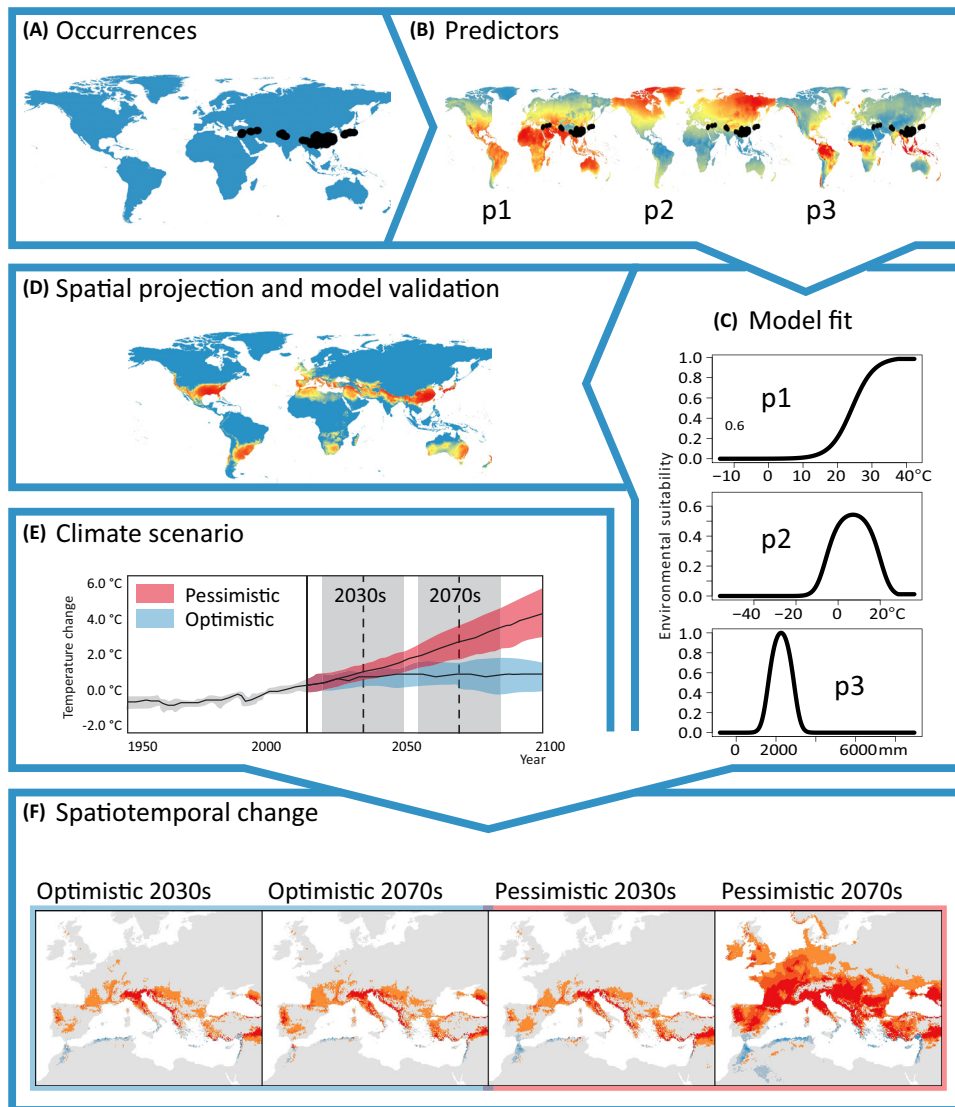 (A) Occurrences
(B) Predictors
p1 p2 p3
(D) Spatial projection and model validation
(C) Model fit
Environmental suitability
1.0
0.8
0.6
0.4
0.2
0.0
p1
−10 0 10 20 30 40°C
0.6
0.4
0.2
0.0
p2
−40 −20 0 20°C
1.0
0.8
0.6
0.4
0.2
0.0
p3
0 2000 6000mm
(E) Climate scenario
Temperature change
6.0 °C
4.0 °C
2.0 °C
0.0 °C
-2.0 °C
Pessimistic
Optimistic
2030s 2070s
1950 2000 2050 2100
Year
(F) Spatiotemporal change
Optimistic 2030s Optimistic 2070s Pessimistic 2030s Pessimistic 2070s